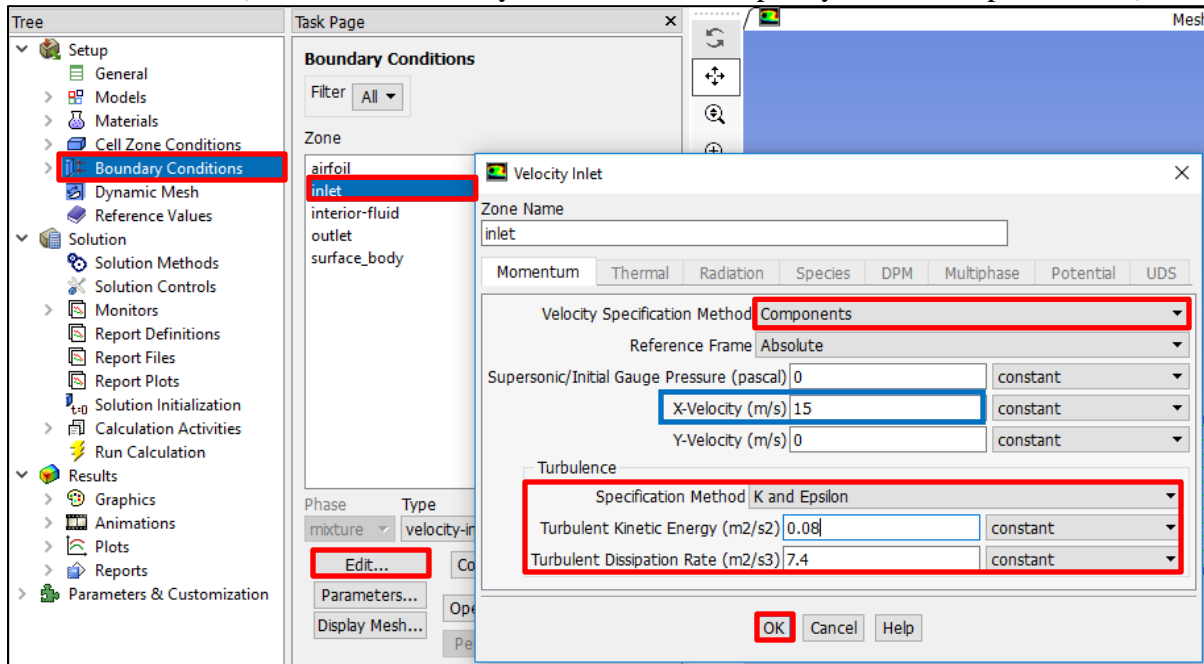 Tree
Setup
General
Models
Materials
Cell Zone Conditions
Boundary Conditions
Dynamic Mesh
Reference Values
Solution
Solution Methods
Solution Controls
Monitors
Report Definitions
Report Files
Report Plots
t=0 Solution Initialization
Calculation Activities
Run Calculation
Results
Graphics
Animations
Plots
Reports
Parameters & Customization
Task Page
Boundary Conditions
Filter All
Zone
airfoil
inlet
interior-fluid
outlet
surface_body
Phase Type
mixture velocity-in
Edit... Co
Parameters... Ope
Display Mesh... Pe
Mesh
Velocity Inlet
Zone Name
inlet
Momentum Thermal Radiation Species DPM Multiphase Potential UDS
Velocity Specification Method Components
Reference Frame Absolute
Supersonic/Initial Gauge Pressure (pascal) 0 constant
X-Velocity (m/s) 15 constant
Y-Velocity (m/s) 0 constant
Turbulence
Specification Method K and Epsilon
Turbulent Kinetic Energy (m2/s2) 0.08 constant
Turbulent Dissipation Rate (m2/s3) 7.4 constant
OK Cancel Help